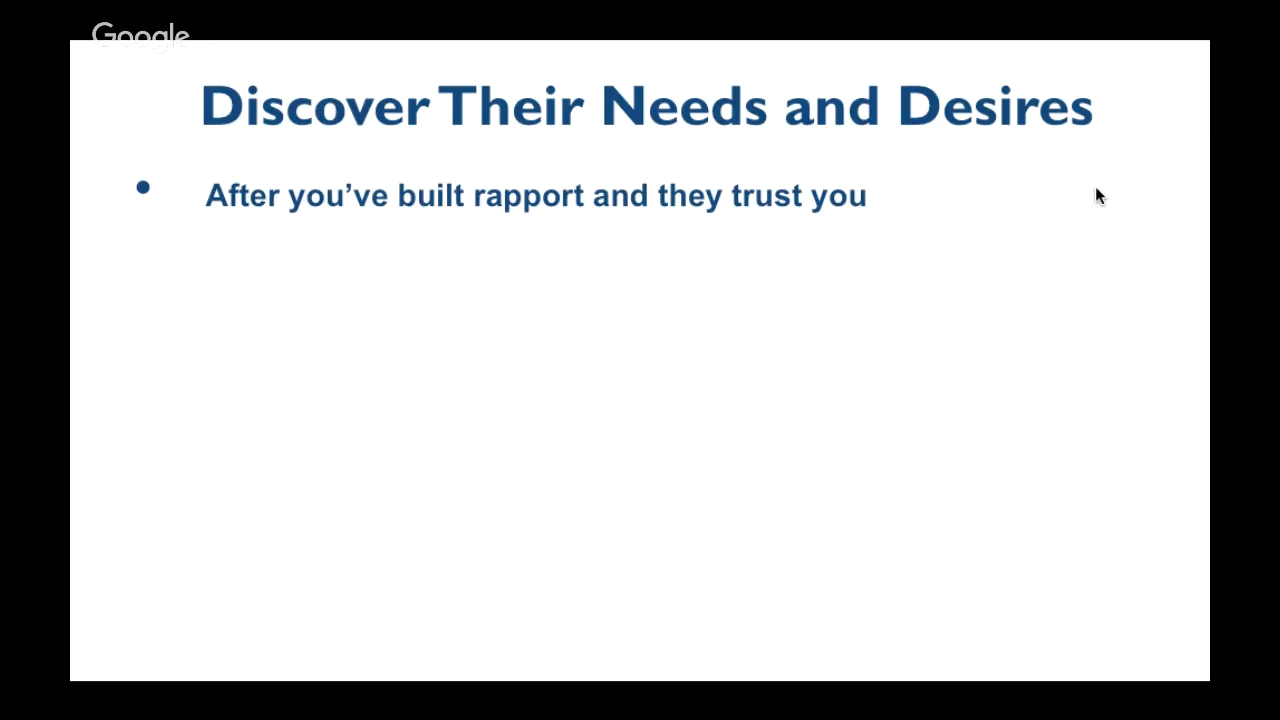 Google
Discover Their Needs and Desires
• After you’ve built rapport and they trust you